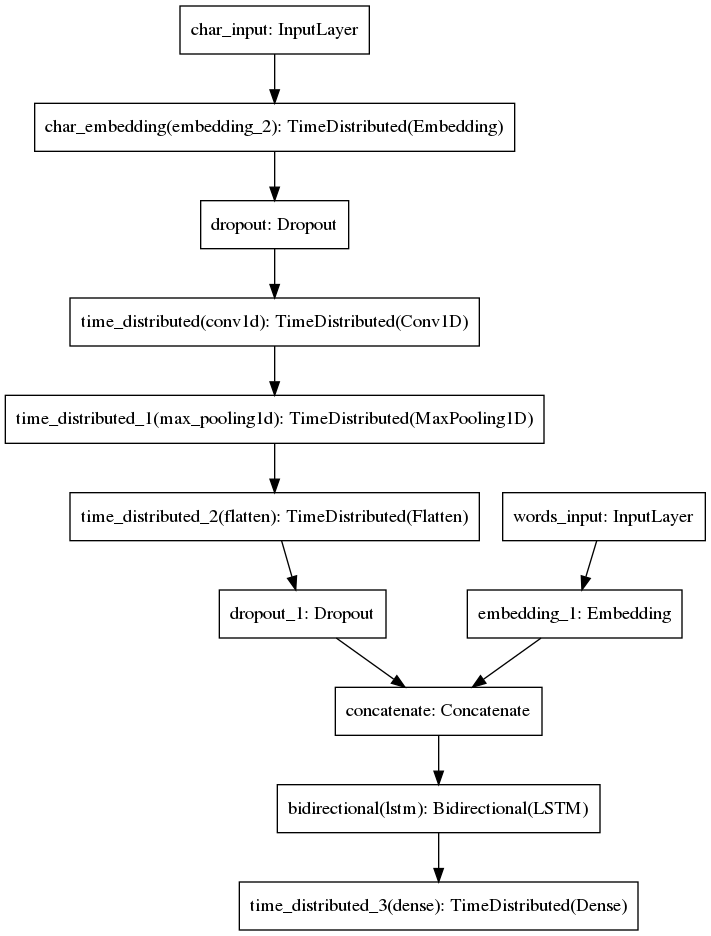 char_input: InputLayer
char_embedding(embedding_2): TimeDistributed(Embedding)
dropout: Dropout
time_distributed(conv1d): TimeDistributed(Conv1D)
time_distributed_1(max_pooling1d): TimeDistributed(MaxPooling1D)
time_distributed_2(flatten): TimeDistributed(Flatten)
words_input: InputLayer
dropout_1: Dropout
embedding_1: Embedding
concatenate: Concatenate
bidirectional(lstm): Bidirectional(LSTM)
time_distributed_3(dense): TimeDistributed(Dense)